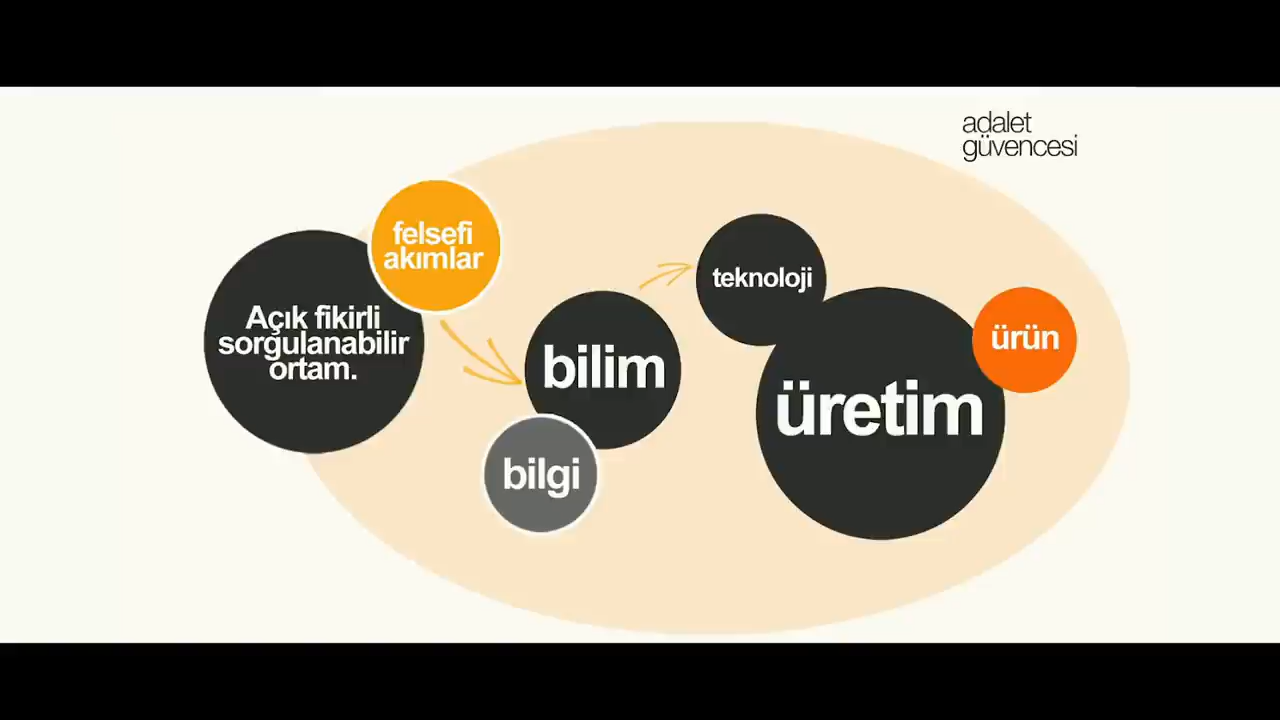 adalet
güvencesi
felsefi
akımlar
Açık fikirli
sorgulanabilir
ortam.
bilim
bilgi
teknoloji
üretim
ürün